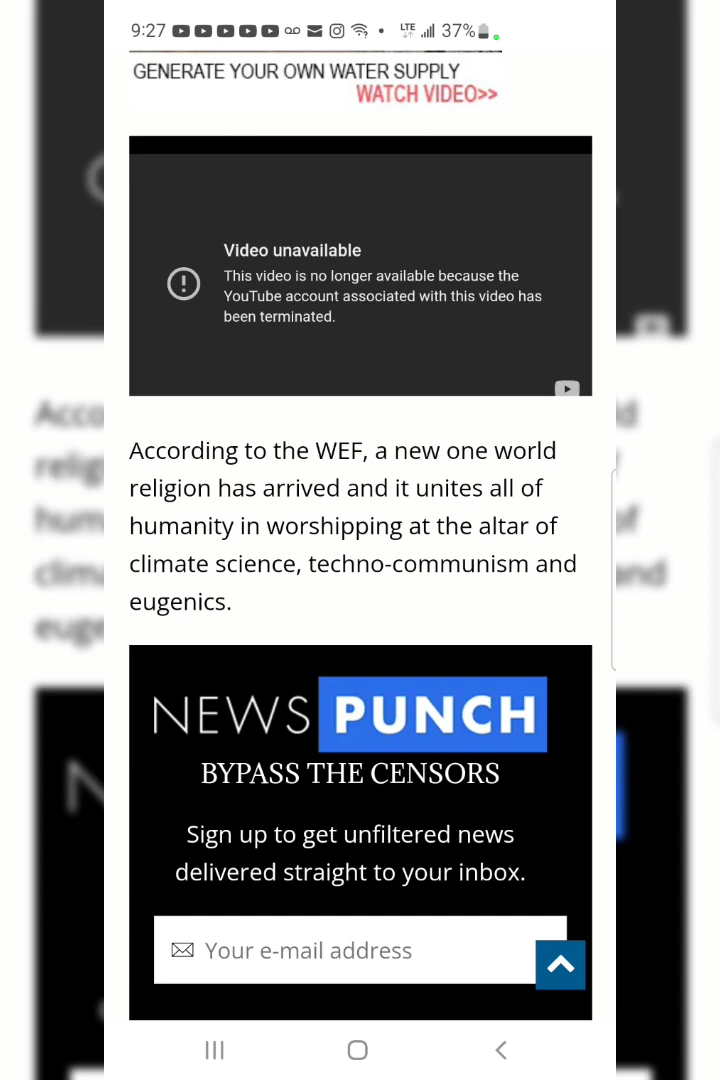 9:27 LTE 37%
GENERATE YOUR OWN WATER SUPPLY
WATCH VIDEO>>
Video unavailable
This video is no longer available because the
YouTube account associated with this video has
been terminated.
According to the WEF, a new one world
religion has arrived and it unites all of
humanity in worshipping at the altar of
climate science, techno-communism and
eugenics.
NEWS PUNCH
BYPASS THE CENSORS
Sign up to get unfiltered news
delivered straight to your inbox.
Your e-mail address